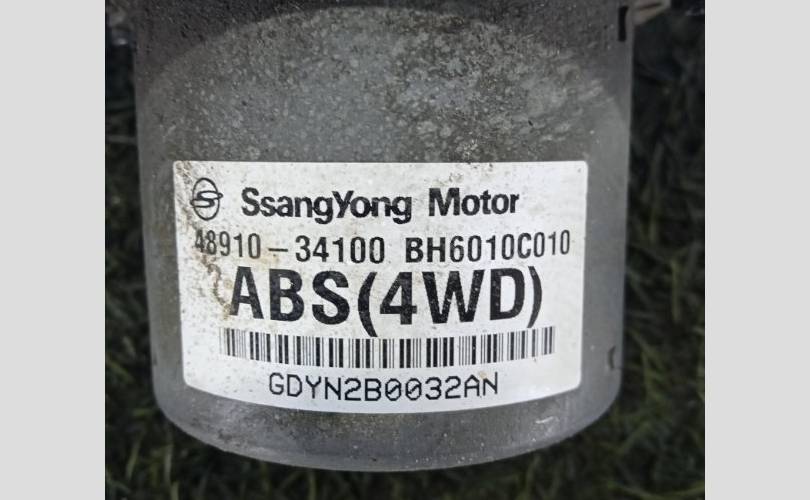 SsangYong Motor
48910-34100 BH6010C010
ABS(4WD)
GDYN2B0032AN